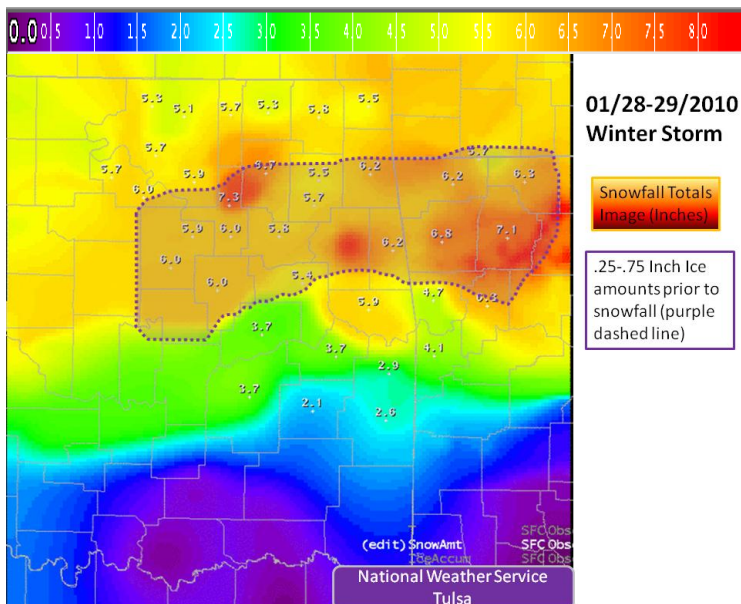 0.0 0.5 1.0 1.5 2.0 2.5 3.0 3.5 4.0 4.5 5.0 5.5 6.0 6.5 7.0 7.5 8.0
01/28-29/2010
Winter Storm
Snowfall Totals
Image (Inches)
.25-.75 Inch Ice
amounts prior to
snowfall (purple
dashed line)
5.3 5.1 5.7 5.3 5.8 5.5
5.7
5.7 5.9 5.5 6.2 5.7
6.0 7.3 5.7 6.2 6.3
5.9 6.0 5.8 6.2 6.8 7.1
6.0
6.0 5.4
5.9 4.7
3.7 3.7 4.1
2.9
3.7 2.1 2.6
SFC Obs
(edit)SnowAmt SFC Obs
IceAccum SFC Obs
National Weather Service
Tulsa